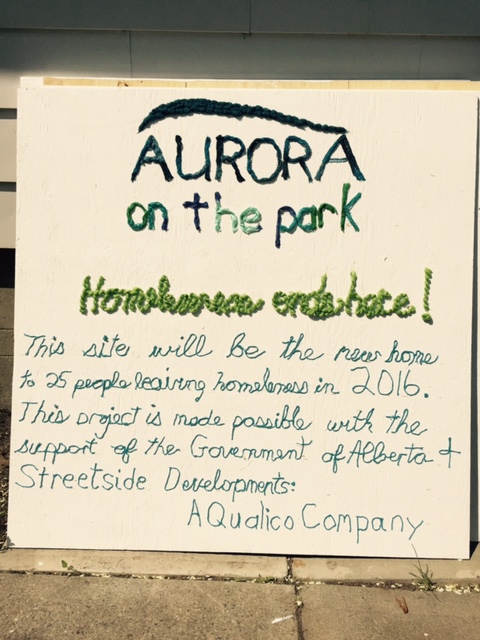 AURORA
on the park
Homelessness ends here!
This site will be the new home
to 25 people leaving homeleness in 2016.
This project is made possible with the
support of the Government of Alberta +
Streetside Developments:
A Qualico Company